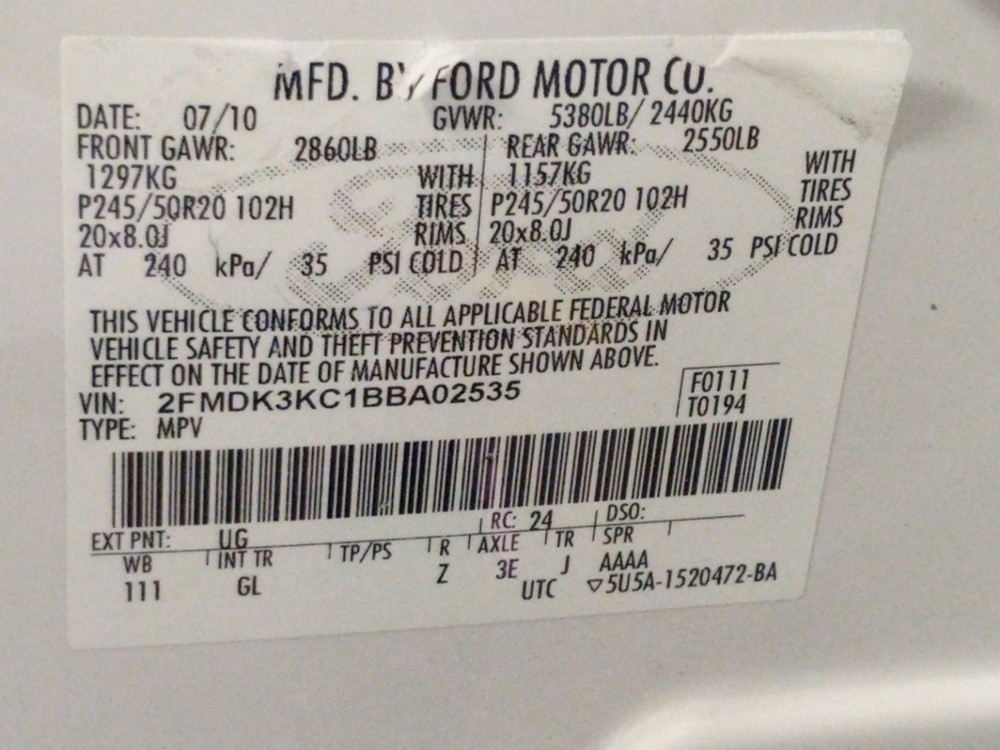 MFD. BY FORD MOTOR CO.
DATE: 07/10 GVWR: 5380LB/ 2440KG
FRONT GAWR: 2860LB REAR GAWR: 2550LB
1297KG WITH 1157KG WITH
P245/50R20 102H TIRES P245/50R20 102H TIRES
20x8.0J RIMS 20x8.0J RIMS
AT 240 kPa/ 35 PSI COLD AT 240 kPa/ 35 PSI COLD
THIS VEHICLE CONFORMS TO ALL APPLICABLE FEDERAL MOTOR
VEHICLE SAFETY AND THEFT PREVENTION STANDARDS IN
EFFECT ON THE DATE OF MANUFACTURE SHOWN ABOVE.
VIN: 2FMDK3KC1BBA02535 F0111
TYPE: MPV T0194
EXT PNT: UG RC: 24 DSO:
WB INT TR TP/PS R AXLE TR SPR
111 GL Z 3E J AAAA
UTC ▽5U5A-1520472-BA
Ford